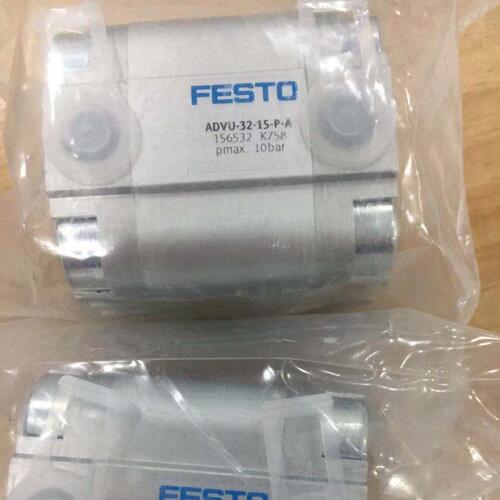 FESTO
ADVU-32-15-P-A
156532 K758
pmax. 10bar
FESTO